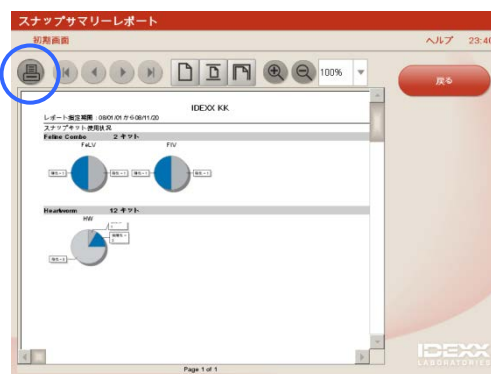 スナップサマリーレポート
初期画面
ヘルプ 23:40
100%
戻る
IDEXX KK
レポート指定期間：08/01/01 から 08/11/20
スナップキット使用状況
Feline Combo 2 キット
FeLV FIV
Heartworm 12 キット
HW
IDEXX
LABORATORIES
Page 1 of 1